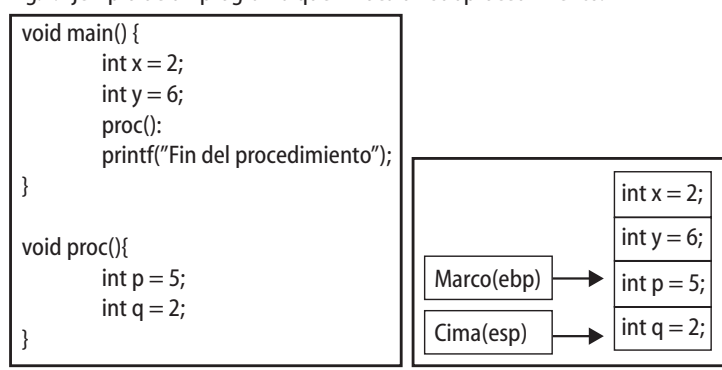 void main() {
int x = 2;
int y = 6;
proc():
printf("Fin del procedimiento");
}
void proc(){
int p = 5;
int q = 2;
}
int x = 2;
int y = 6;
Marco(ebp)
int p = 5;
Cima(esp)
int q = 2;